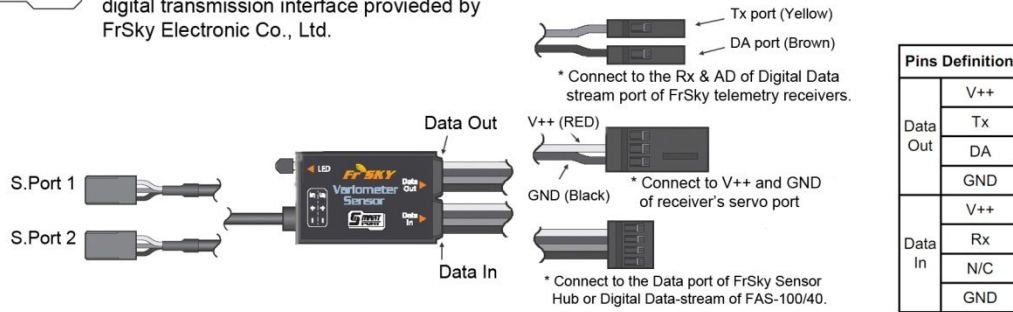 digital transmission interface provieded by
FrSky Electronic Co., Ltd.
Tx port (Yellow)
DA port (Brown)
* Connect to the Rx & AD of Digital Data
stream port of FrSky telemetry receivers.
Data Out
V++ (RED)
GND (Black)
* Connect to V++ and GND
of receiver's servo port
S.Port 1
S.Port 2
LED
FrSKY
Variometer
Sensor
Data
Out
SMART
PORT
Data
In
Data In
* Connect to the Data port of FrSky Sensor
Hub or Digital Data-stream of FAS-100/40.
Pins Definition
Data
Out
V++
Tx
DA
GND
Data
In
V++
Rx
N/C
GND